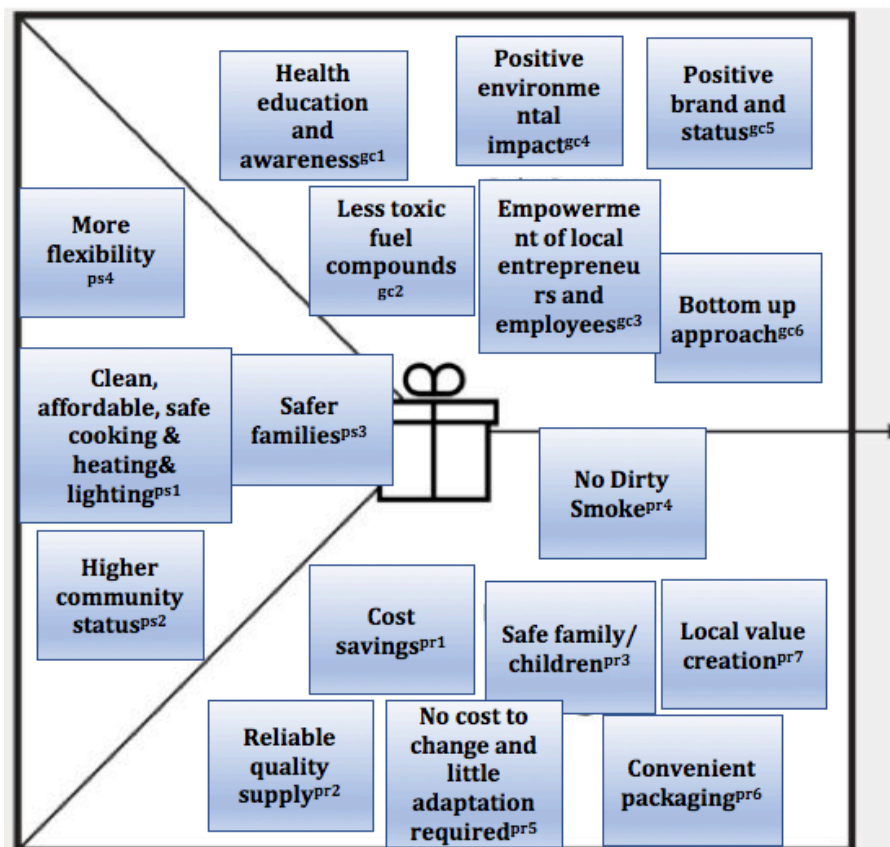 Health
education
and
awarenessgc1
Positive
environme
ntal
impactgc4
Positive
brand and
statusgc5
More
flexibility
ps4
Less toxic
fuel
compounds
gc2
Empowerme
nt of local
entrepreneu
rs and
employeesgc3
Bottom up
approachgc6
Clean,
affordable, safe
cooking &
heating&
lightingps1
Safer
familiesps3
No Dirty
Smokepr4
Higher
community
statusps2
Cost
savingspr1
Safe family/
childrenpr3
Local value
creationpr7
Reliable
quality
supplypr2
No cost to
change and
little
adaptation
requiredpr5
Convenient
packagingpr6